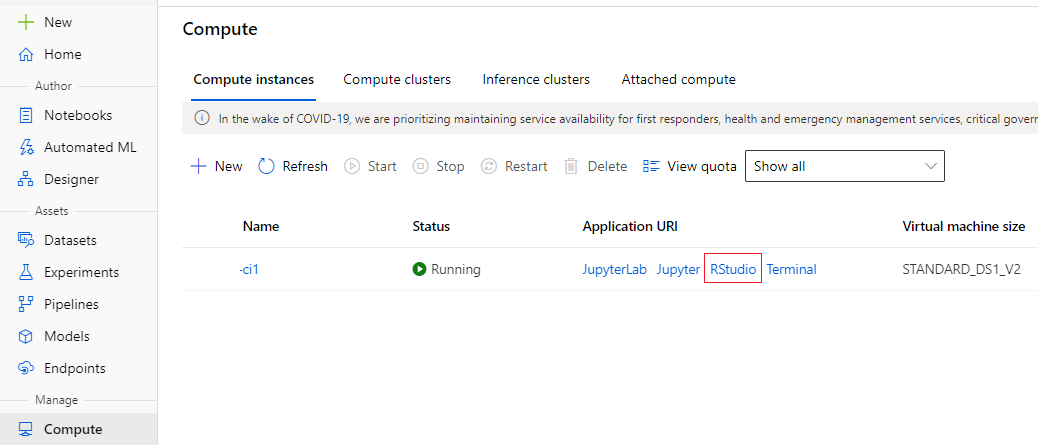 New
Home
Author
Notebooks
Automated ML
Designer
Assets
Datasets
Experiments
Pipelines
Models
Endpoints
Manage
Compute
Compute
Compute instances Compute clusters Inference clusters Attached compute
In the wake of COVID-19, we are prioritizing maintaining service availability for first responders, health and emergency management services, critical govern
New Refresh Start Stop Restart Delete View quota Show all
Name Status Application URI Virtual machine size
-ci1 Running JupyterLab Jupyter RStudio Terminal STANDARD_DS1_V2